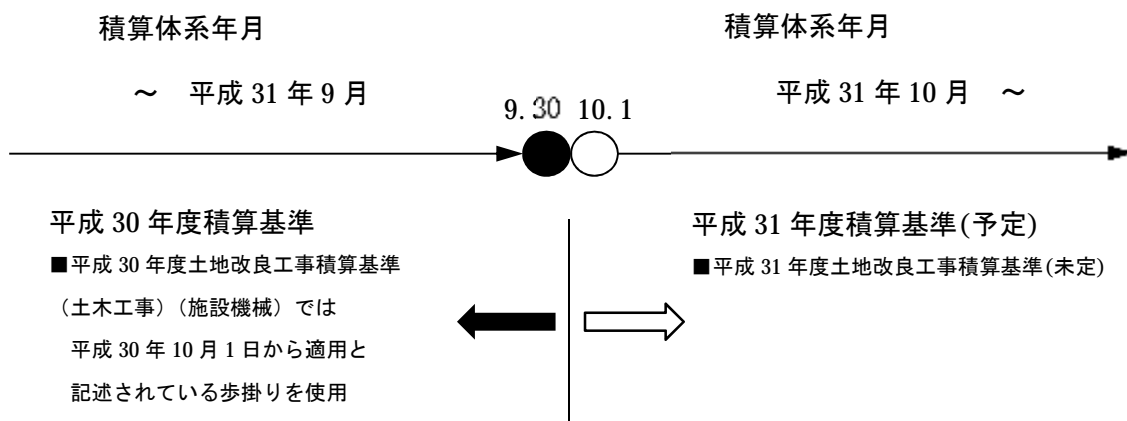 積算体系年月
～ 平成 31 年 9 月
積算体系年月
平成 31 年 10 月 ～
9.30 10.1
平成 30 年度積算基準
■平成 30 年度土地改良工事積算基準
（土木工事）（施設機械）では
平成 30 年 10 月 1 日から適用と
記述されている歩掛りを使用
平成 31 年度積算基準(予定)
■平成 31 年度土地改良工事積算基準(未定)